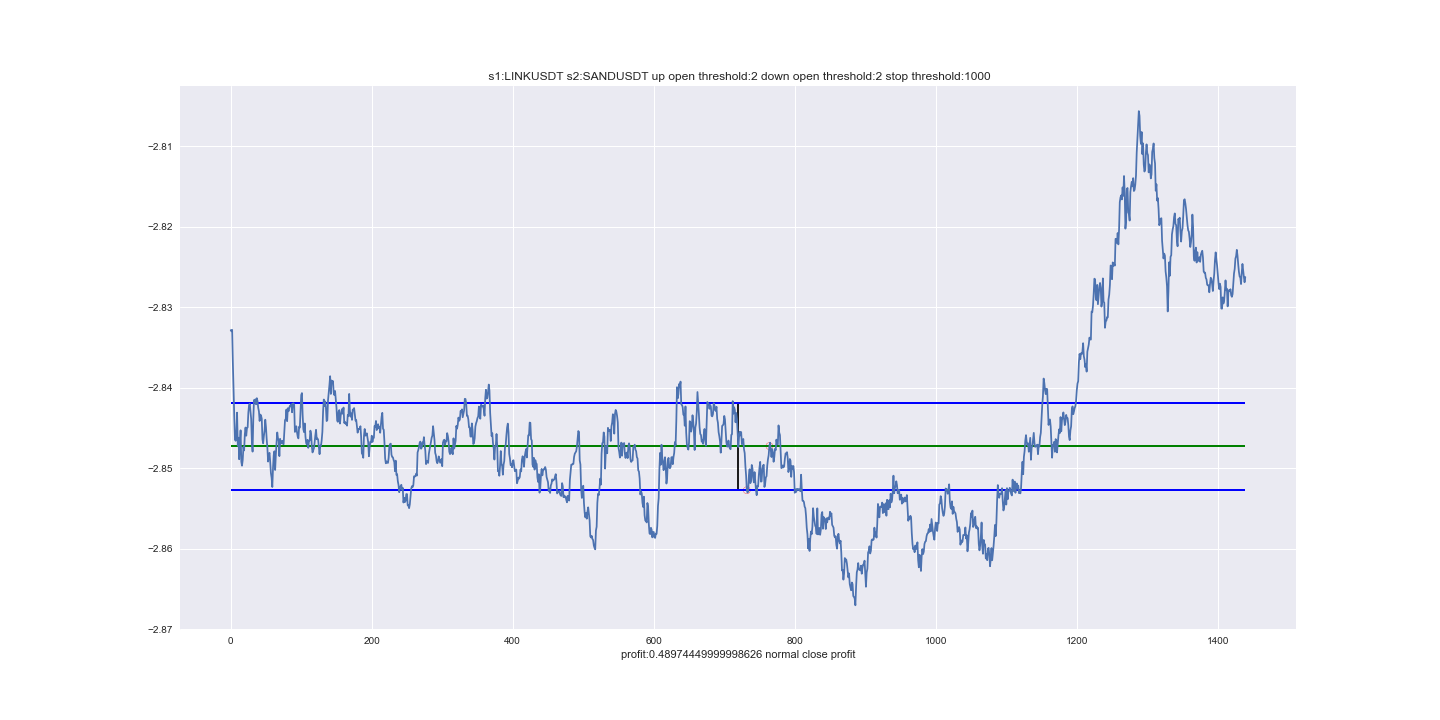 s1:LINKUSDT s2:SANDUSDT up open threshold:2 down open threshold:2 stop threshold:1000
−2.81
−2.82
−2.83
−2.84
−2.85
−2.86
−2.87
0 200 400 600 800 1000 1200 1400
profit:0.48974449999998626 normal close profit